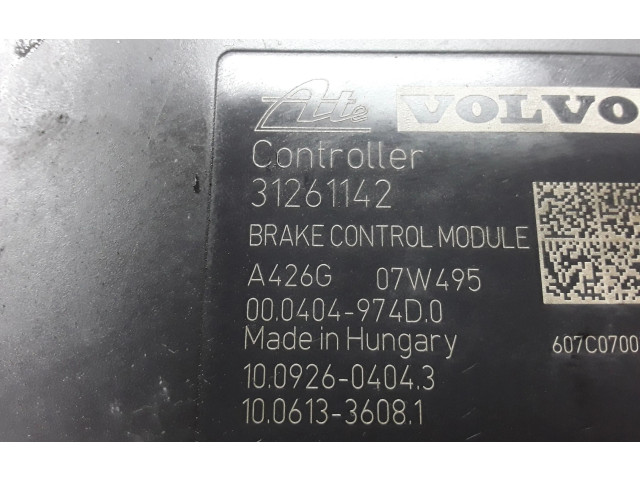 Ate VOLVO
Controller
31261142
BRAKE CONTROL MODULE
A426G 07W495
00.0404-974D.0
Made in Hungary 607C0700
10.0926-0404.3
10.0613-3608.1